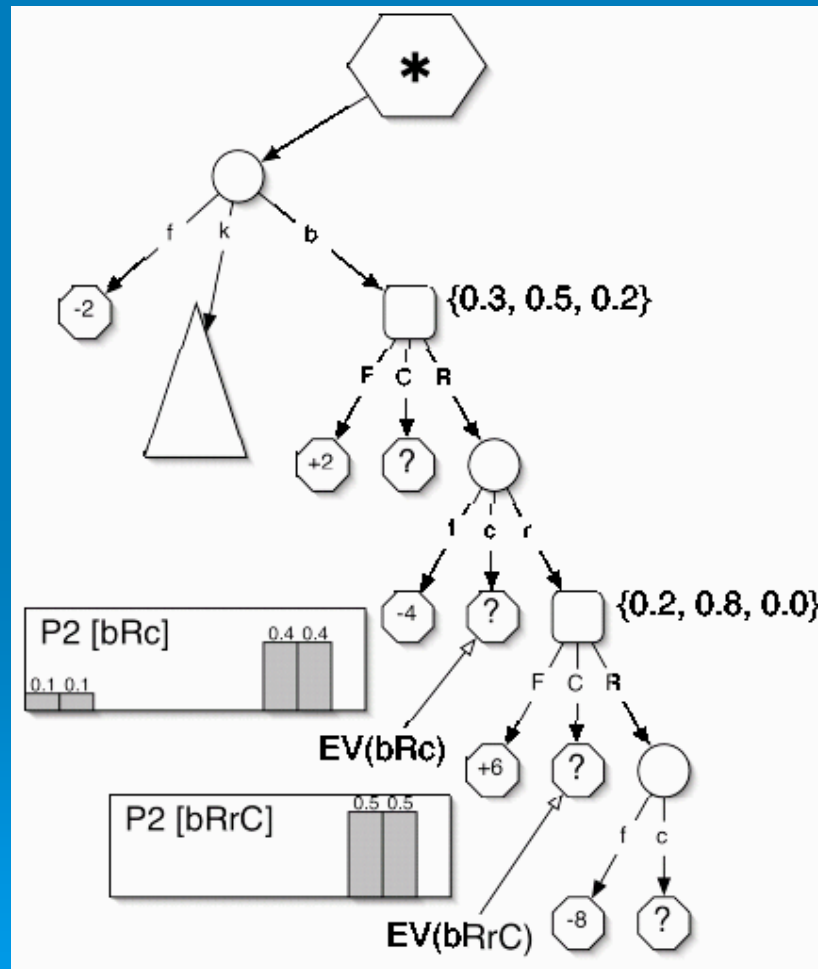 *
f k b
-2
{0.3, 0.5, 0.2}
F C R
+2 ?
f c r
-4 ?
{0.2, 0.8, 0.0}
P2 [bRc]
0.1 0.1 0.4 0.4
F C R
EV(bRc)
+6 ?
P2 [bRrC]
0.5 0.5
f c
EV(bRrC)
-8 ?